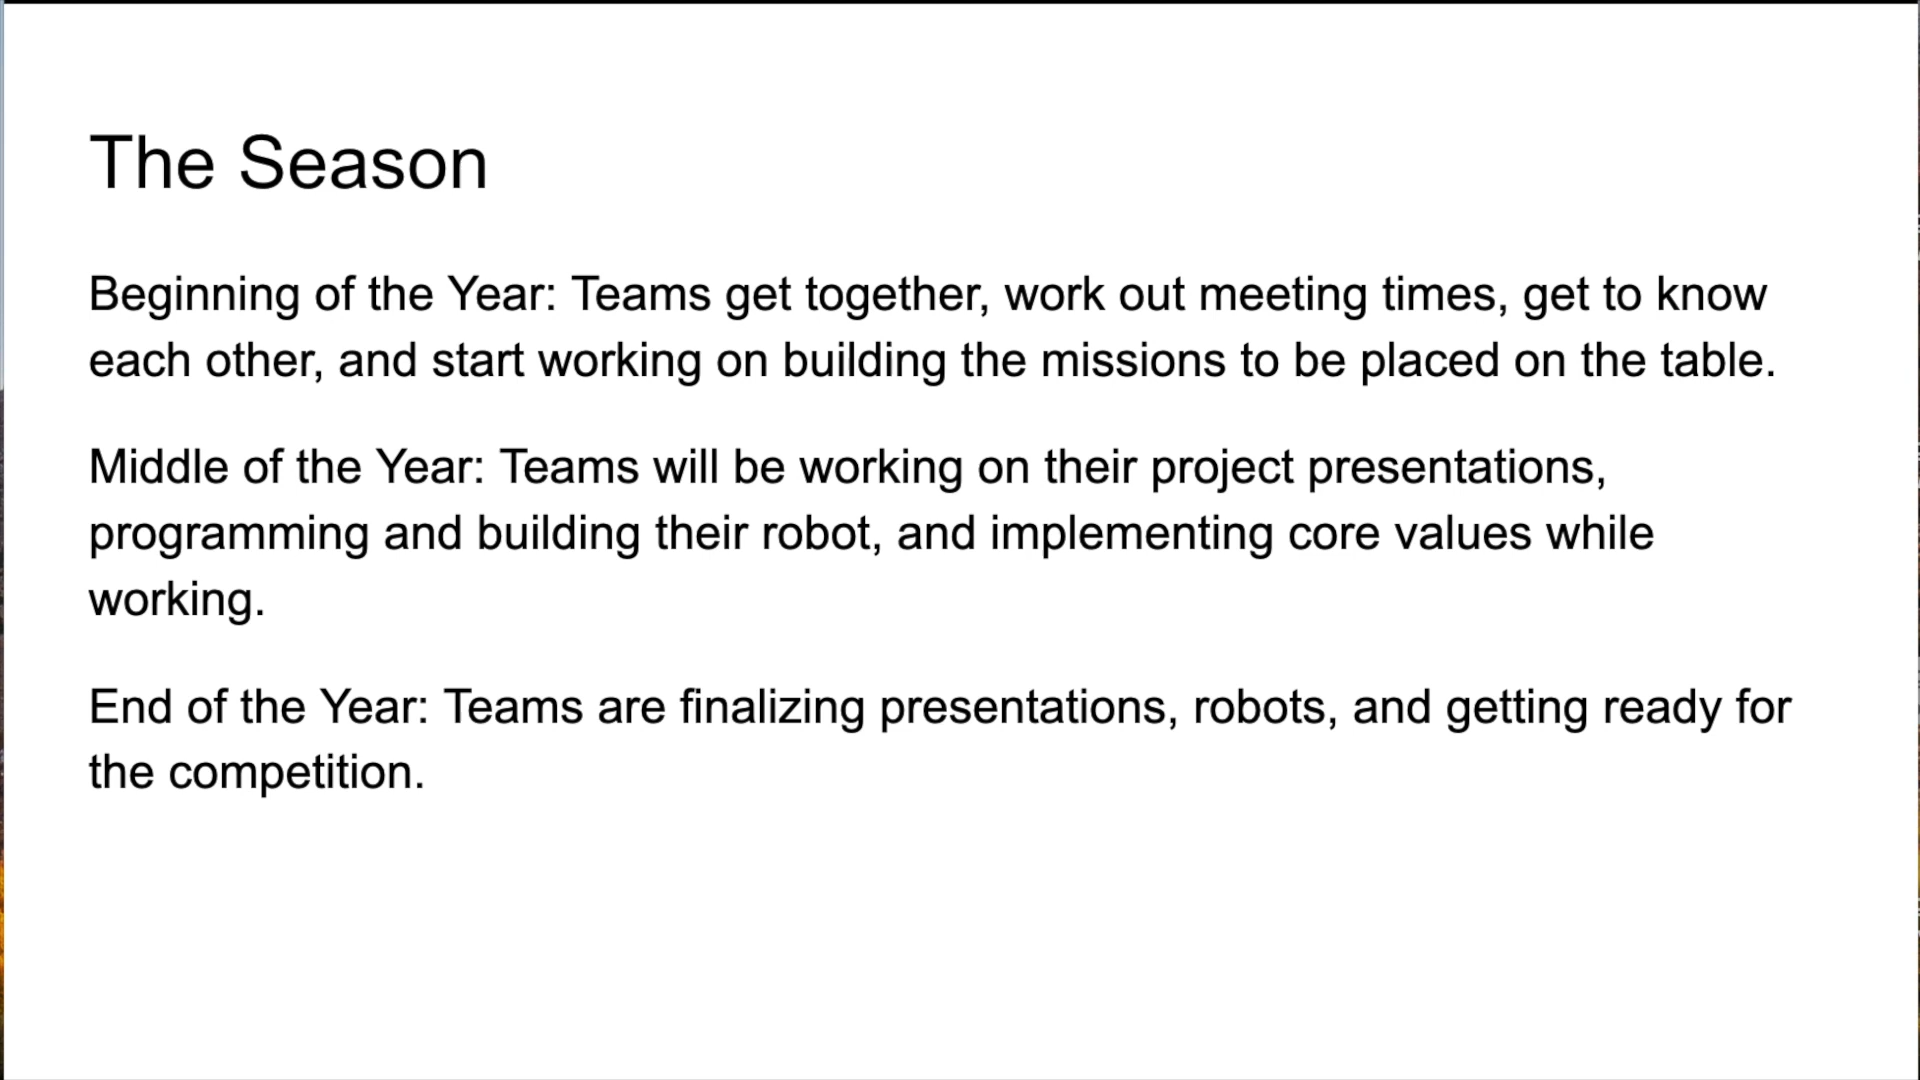 The Season
Beginning of the Year: Teams get together, work out meeting times, get to know
each other, and start working on building the missions to be placed on the table.
Middle of the Year: Teams will be working on their project presentations,
programming and building their robot, and implementing core values while
working.
End of the Year: Teams are finalizing presentations, robots, and getting ready for
the competition.